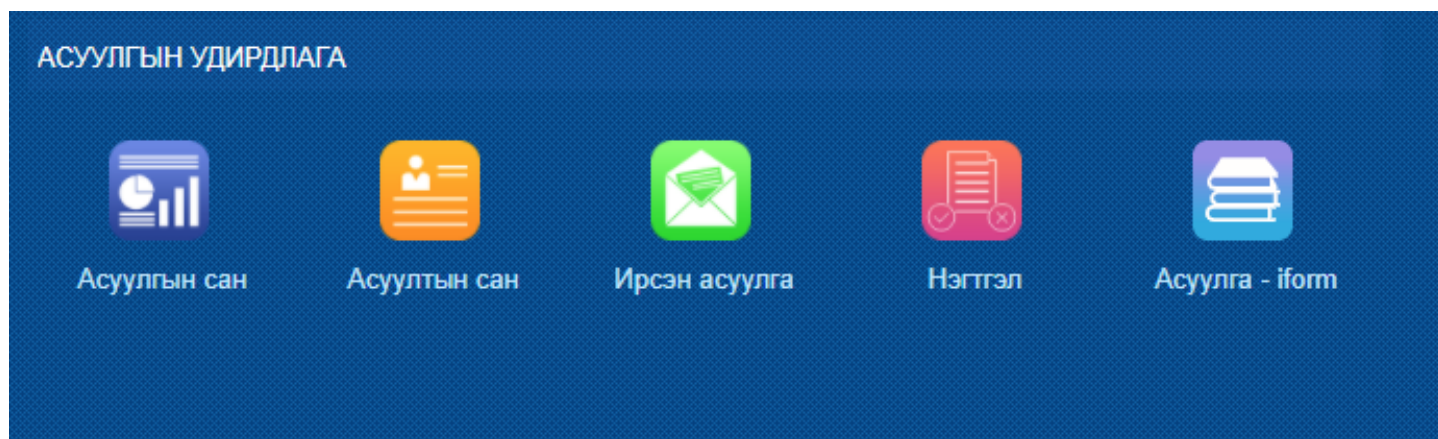 АСУУЛГЫН УДИРДЛАГА
Асуулгын сан
Асуултын сан
Ирсэн асуулга
Нэгтгэл
Асуулга - iform